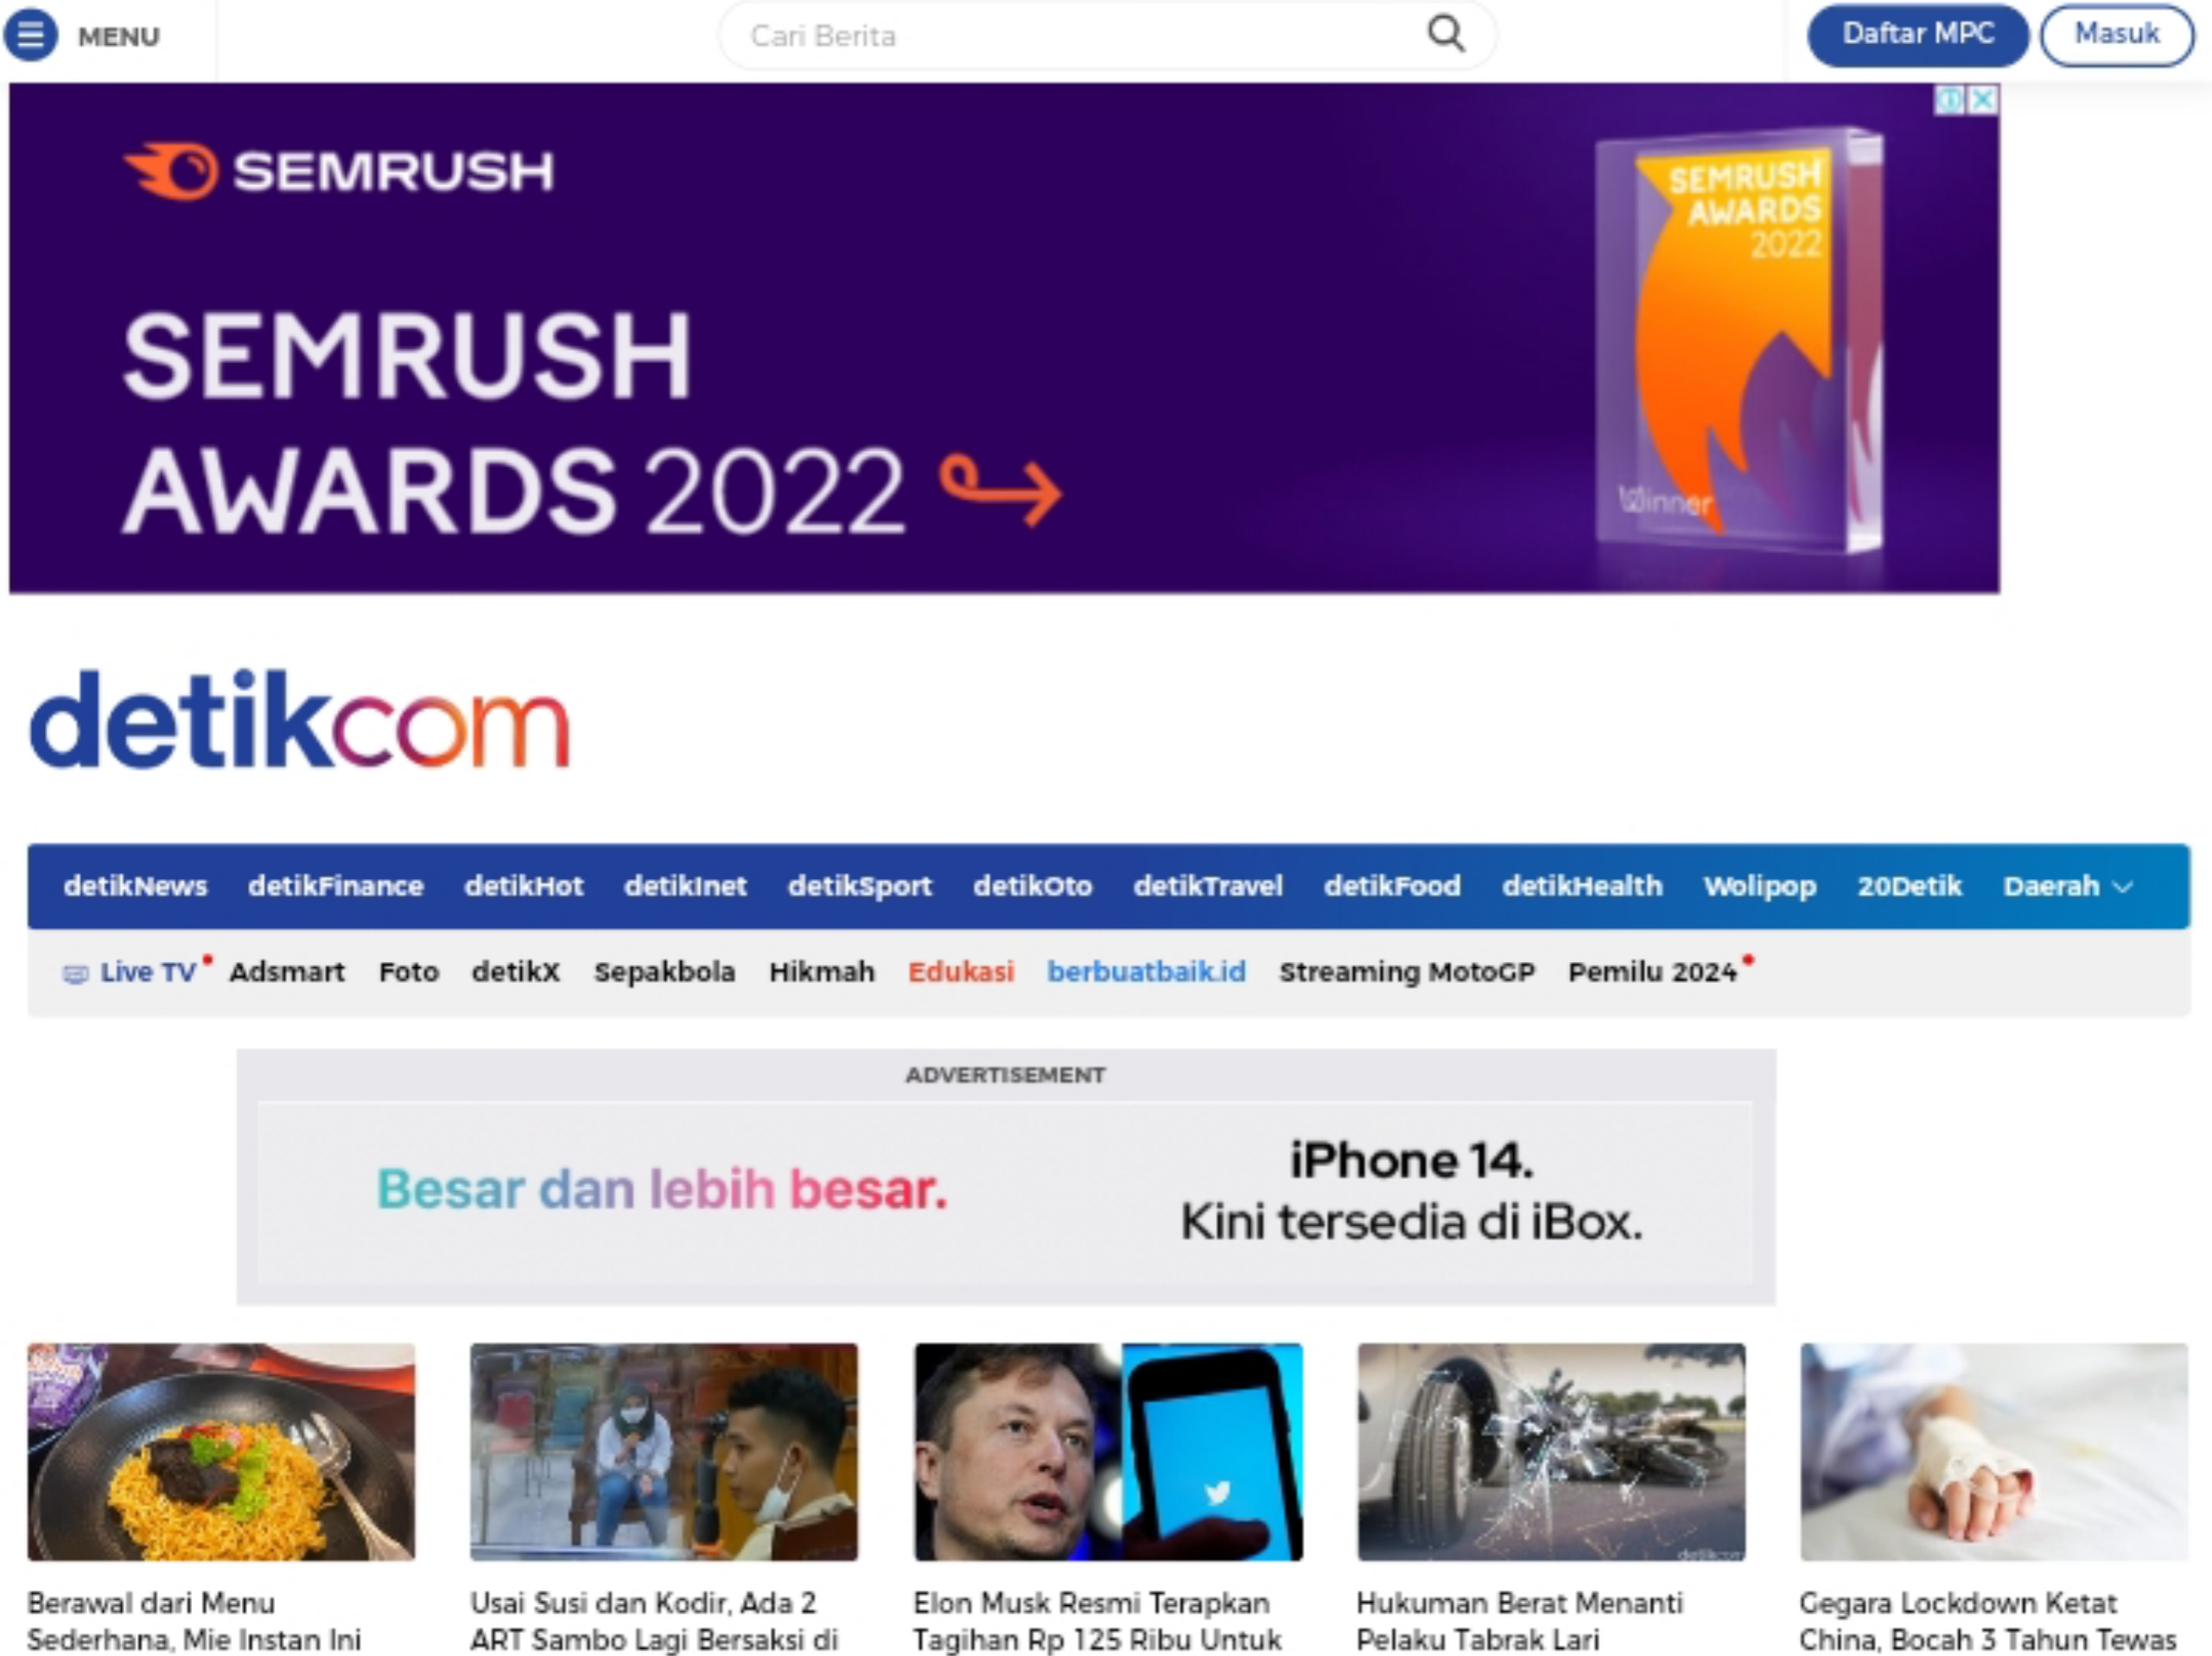 MENU
Cari Berita
Daftar MPC
Masuk
SEMRUSH
SEMRUSH
AWARDS 2022
SEMRUSH
AWARDS
2022
Winner
detikcom
detikNews detikFinance detikHot detikInet detikSport detikOto detikTravel detikFood detikHealth Wolipop 20Detik Daerah
Live TV Adsmart Foto detikX Sepakbola Hikmah Edukasi berbuatbaik.id Streaming MotoGP Pemilu 2024
ADVERTISEMENT
Besar dan lebih besar.
iPhone 14.
Kini tersedia di iBox.
detikcom
Berawal dari Menu
Sederhana, Mie Instan Ini
Usai Susi dan Kodir, Ada 2
ART Sambo Lagi Bersaksi di
Elon Musk Resmi Terapkan
Tagihan Rp 125 Ribu Untuk
Hukuman Berat Menanti
Pelaku Tabrak Lari
Gegara Lockdown Ketat
China, Bocah 3 Tahun Tewas